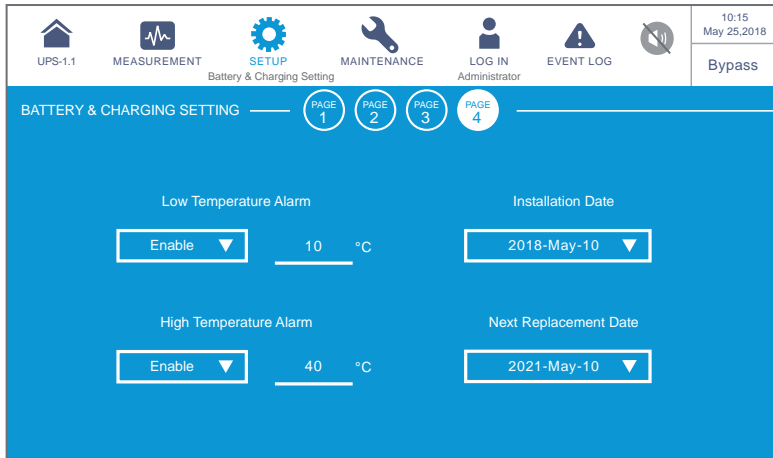 10:15
May 25,2018
UPS-1.1 MEASUREMENT SETUP MAINTENANCE LOG IN EVENT LOG
Battery & Charging Setting Administrator
Bypass
BATTERY & CHARGING SETTING PAGE 1 PAGE 2 PAGE 3 PAGE 4
Low Temperature Alarm Installation Date
Enable 10 °C 2018-May-10
High Temperature Alarm Next Replacement Date
Enable 40 °C 2021-May-10